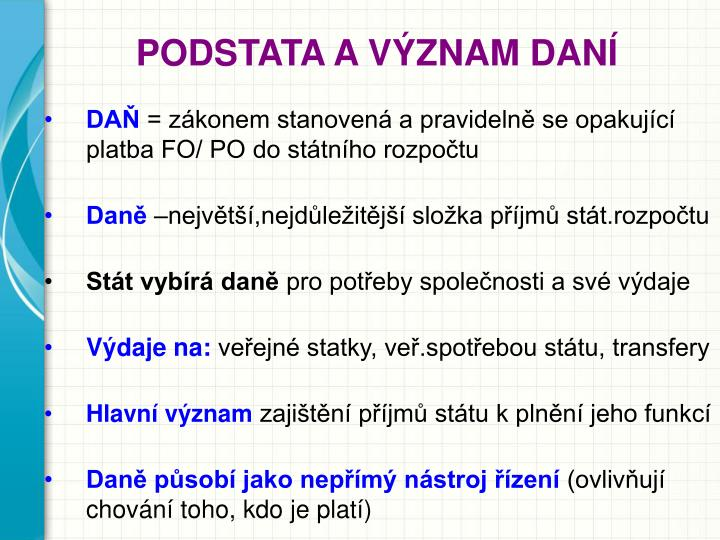 PODSTATA A VÝZNAM DANÍ
• DAŇ = zákonem stanovená a pravidelně se opakující
platba FO/ PO do státního rozpočtu
• Daně –největší,nejdůležitější složka příjmů stát.rozpočtu
• Stát vybírá daně pro potřeby společnosti a své výdaje
• Výdaje na: veřejné statky, veř.spotřebou státu, transfery
• Hlavní význam zajištění příjmů státu k plnění jeho funkcí
• Daně působí jako nepřímý nástroj řízení (ovlivňují
chování toho, kdo je platí)